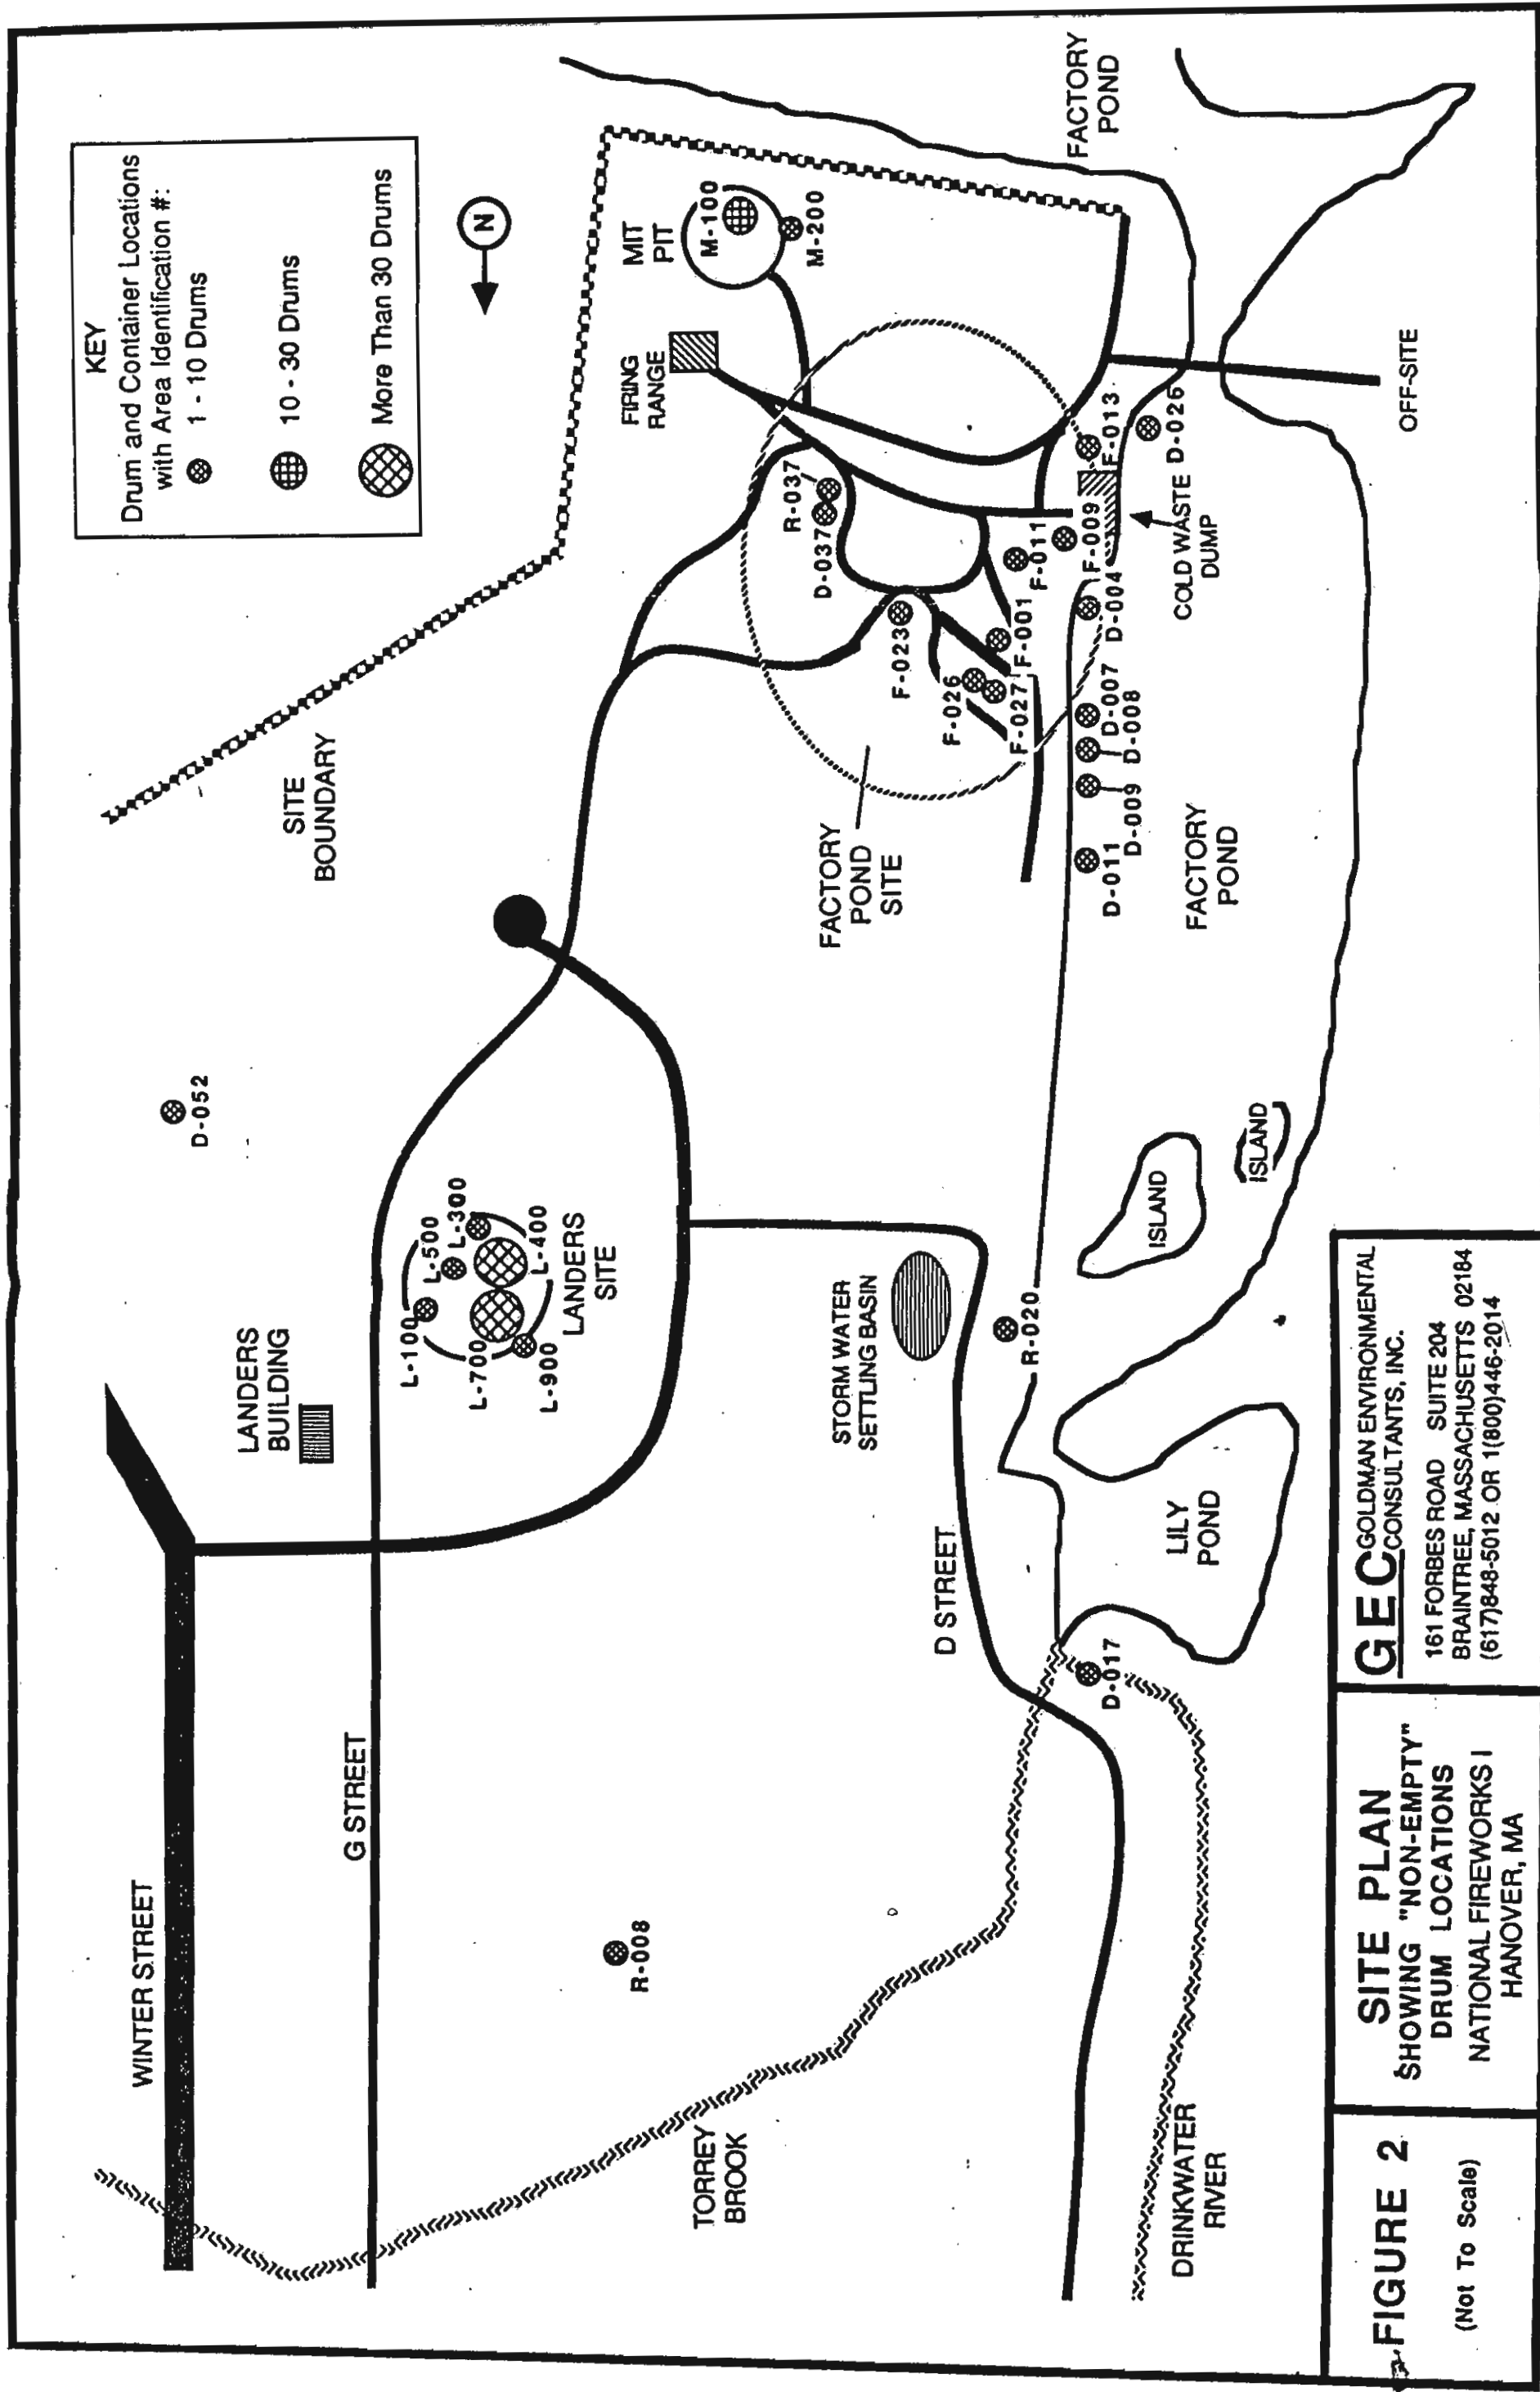 KEY
Drum and Container Locations
with Area Identification #:
1 - 10 Drums
10 - 30 Drums
More Than 30 Drums
N
WINTER STREET
G STREET
LANDERS
BUILDING
D-052
SITE
BOUNDARY
L-100
L-500
L-300
L-400
L-700
L-900
LANDERS
SITE
R-008
TORREY
BROOK
STORM WATER
SETTLING BASIN
D STREET
R-020
D-017
DRINKWATER
RIVER
LILY
POND
ISLAND
ISLAND
FACTORY
POND
SITE
FACTORY
POND
FIRING
RANGE
MIT
PIT
M-100
M-200
R-037
D-037
F-023
F-026
F-027
F-001
F-011
F-009
F-013
D-026
D-004
D-007
D-008
D-009
D-011
COLD WASTE
DUMP
OFF-SITE
FACTORY
POND
FIGURE 2
(Not To Scale)
SITE PLAN
SHOWING "NON-EMPTY"
DRUM LOCATIONS
NATIONAL FIREWORKS I
HANOVER, MA
GEC GOLDMAN ENVIRONMENTAL
CONSULTANTS, INC.
161 FORBES ROAD SUITE 204
BRAINTREE, MASSACHUSETTS 02184
(617)848-5012 OR 1(800)446-2014